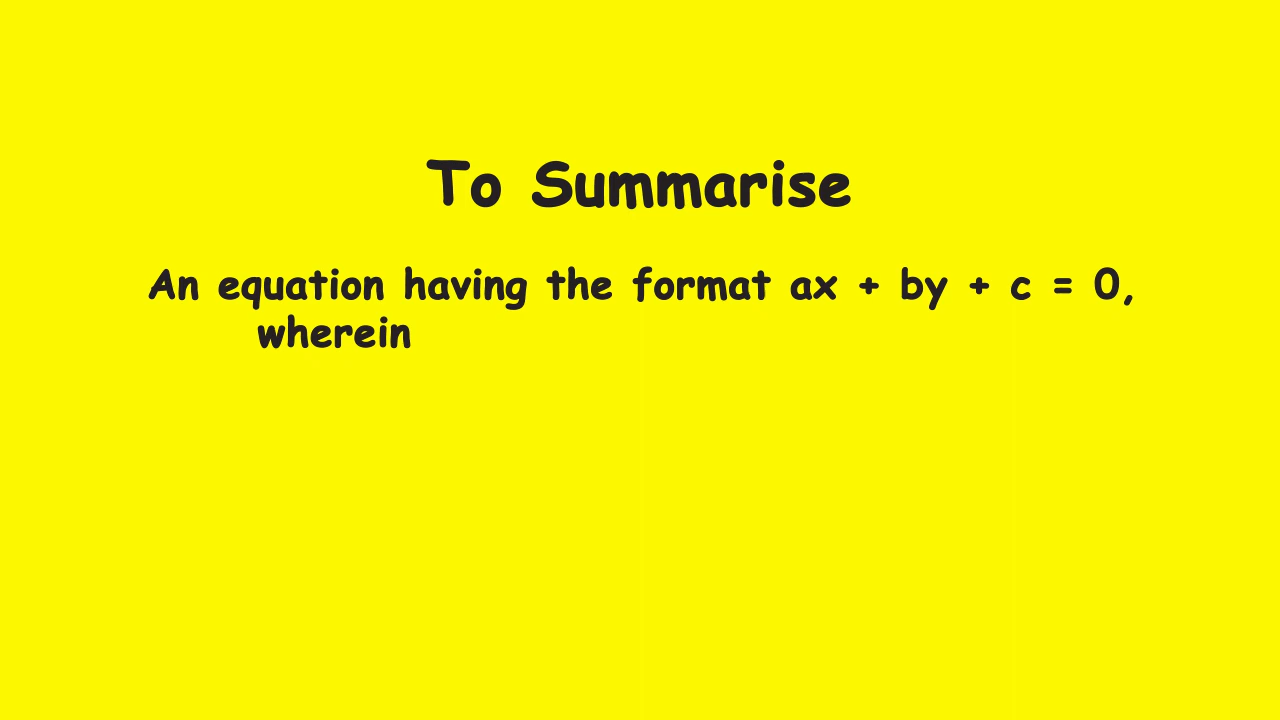 To Summarise
An equation having the format ax + by + c = 0,
wherein